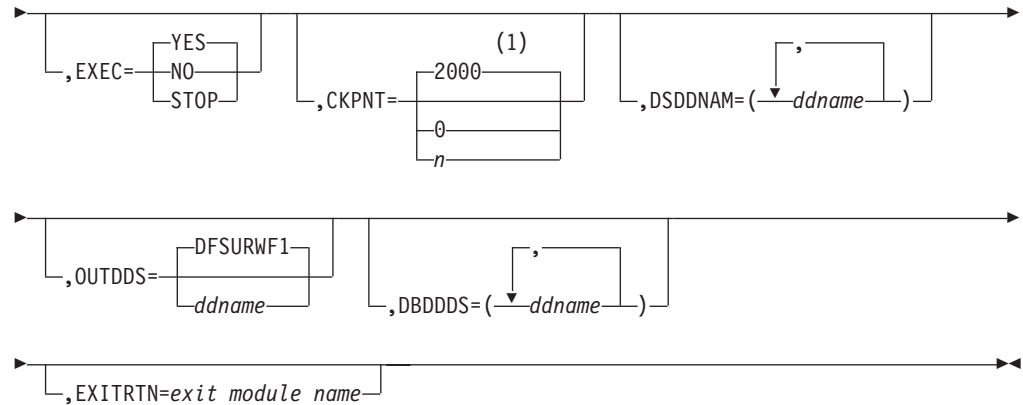 YES
(1)
,
,EXEC= NO
2000
STOP
,CKPNT=
,DSDDNAM=( ddname )
0
n
DFSURWF1
,
,OUTDDS=
ddname
,DBDDDS=( ddname )
,EXITRTN=exit module name